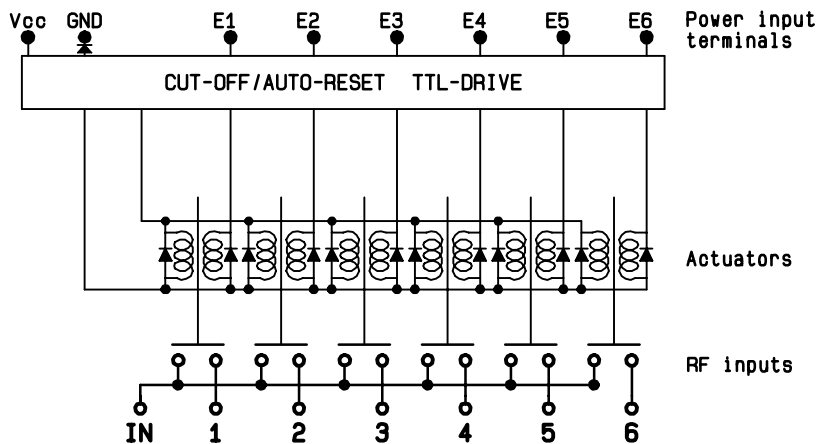 Vcc GND E1 E2 E3 E4 E5 E6 Power input
terminals
CUT-OFF/AUTO-RESET TTL-DRIVE
Actuators
RF inputs
IN 1 2 3 4 5 6